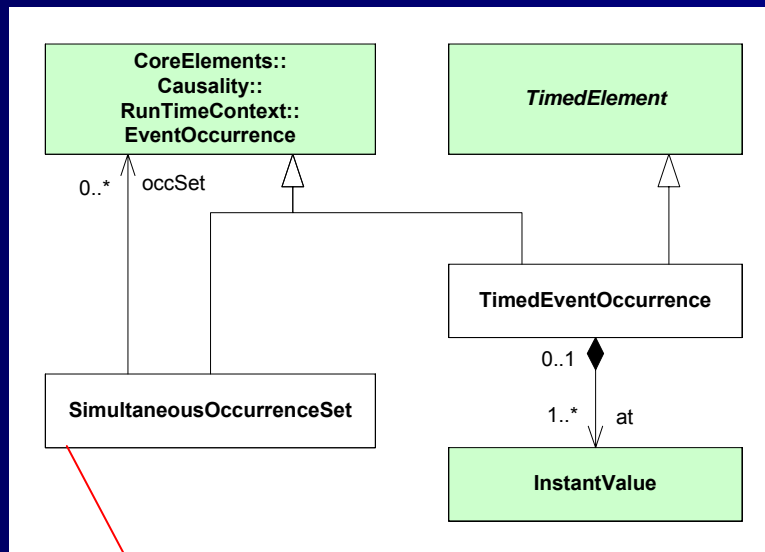 CoreElements::
Causality::
RunTimeContext::
EventOccurrence
TimedElement
0..* occSet
TimedEventOccurrence
0..1
SimultaneousOccurrenceSet
1..* at
InstantValue